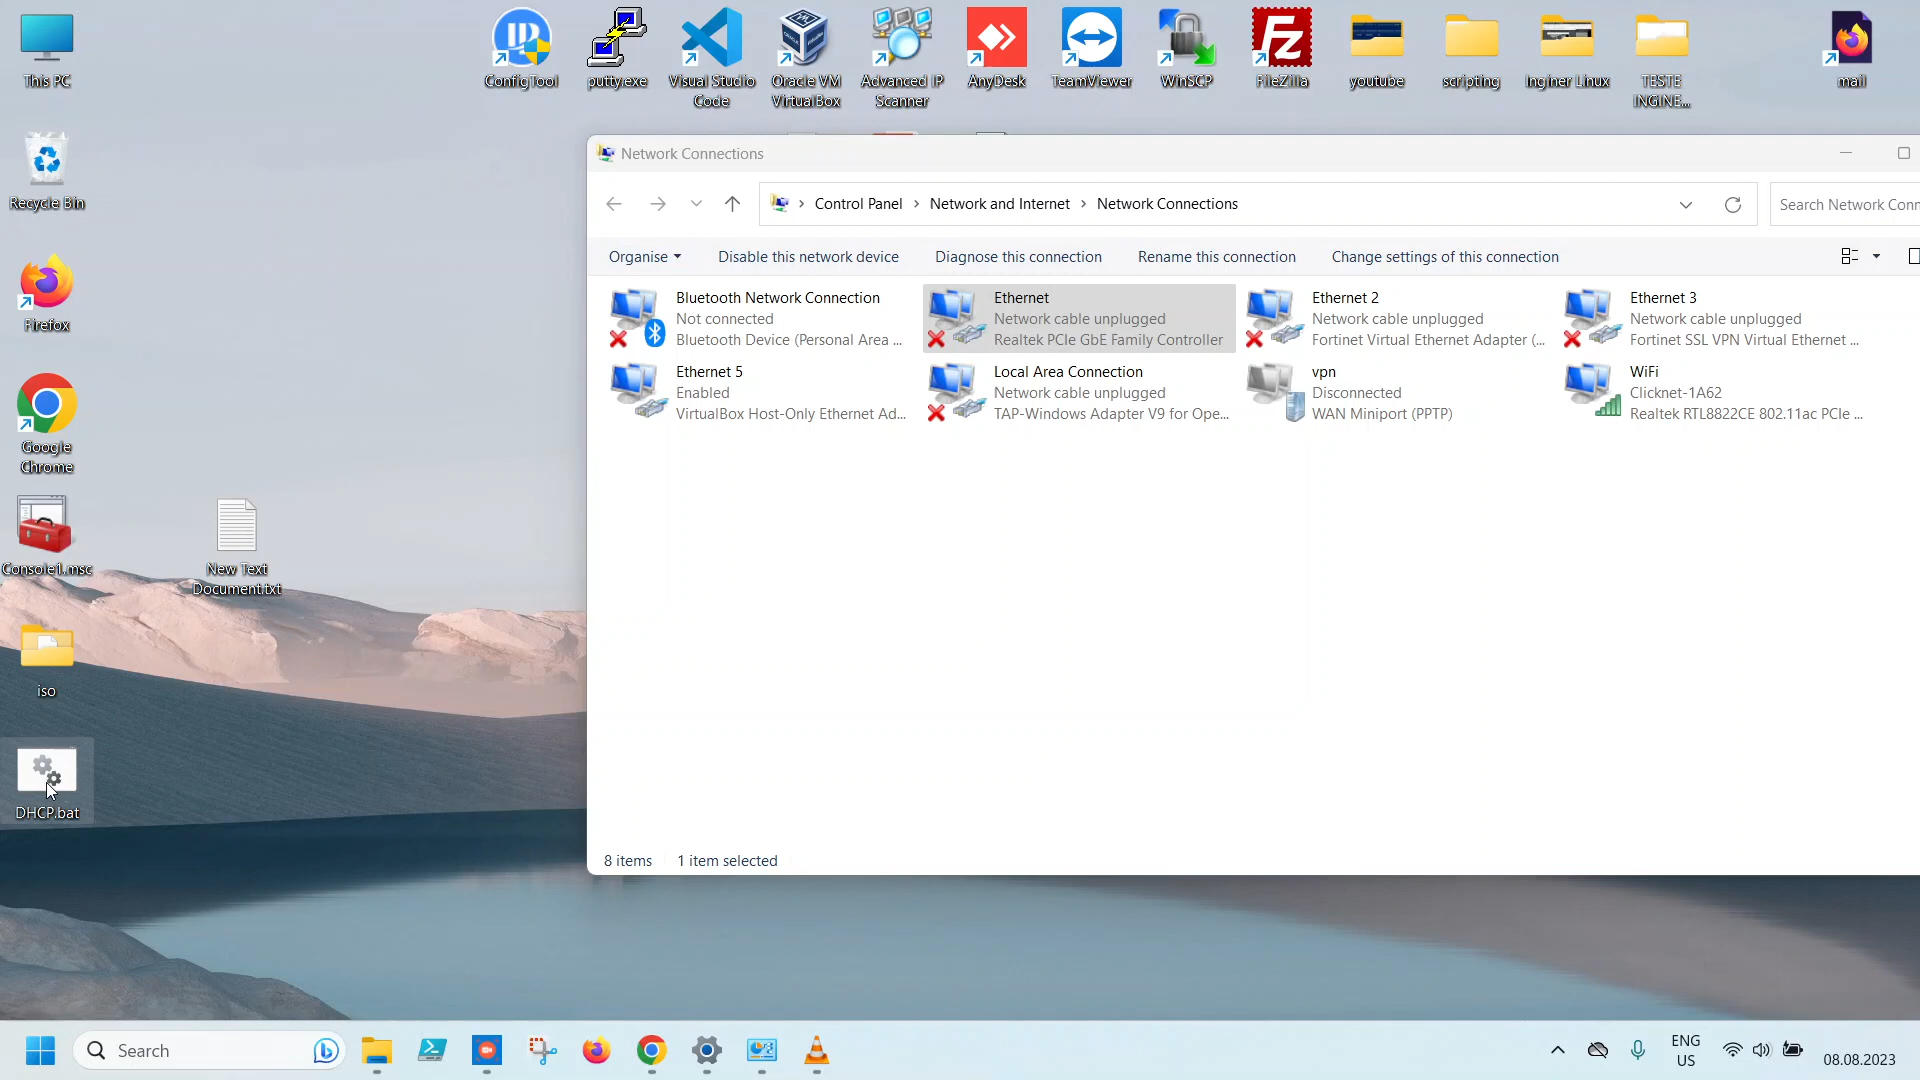 This PC
ConfigTool
putty.exe
Visual Studio
Code
Oracle VM
VirtualBox
Advanced IP
Scanner
AnyDesk
TeamViewer
WinSCP
FileZilla
youtube
scripting
Inginer Linux
TESTE
INGINE...
mail
Recycle Bin
Firefox
Google
Chrome
Console1.msc
New Text
Document.txt
iso
DHCP.bat
Network Connections
Control Panel > Network and Internet > Network Connections
Search Network Conn
Organise
Disable this network device
Diagnose this connection
Rename this connection
Change settings of this connection
Bluetooth Network Connection
Not connected
Bluetooth Device (Personal Area ...
Ethernet
Network cable unplugged
Realtek PCIe GbE Family Controller
Ethernet 2
Network cable unplugged
Fortinet Virtual Ethernet Adapter (...
Ethernet 3
Network cable unplugged
Fortinet SSL VPN Virtual Ethernet ...
Ethernet 5
Enabled
VirtualBox Host-Only Ethernet Ad...
Local Area Connection
Network cable unplugged
TAP-Windows Adapter V9 for Ope...
vpn
Disconnected
WAN Miniport (PPTP)
WiFi
Clicknet-1A62
Realtek RTL8822CE 802.11ac PCIe ...
8 items
1 item selected
Search
ENG
US
08.08.2023